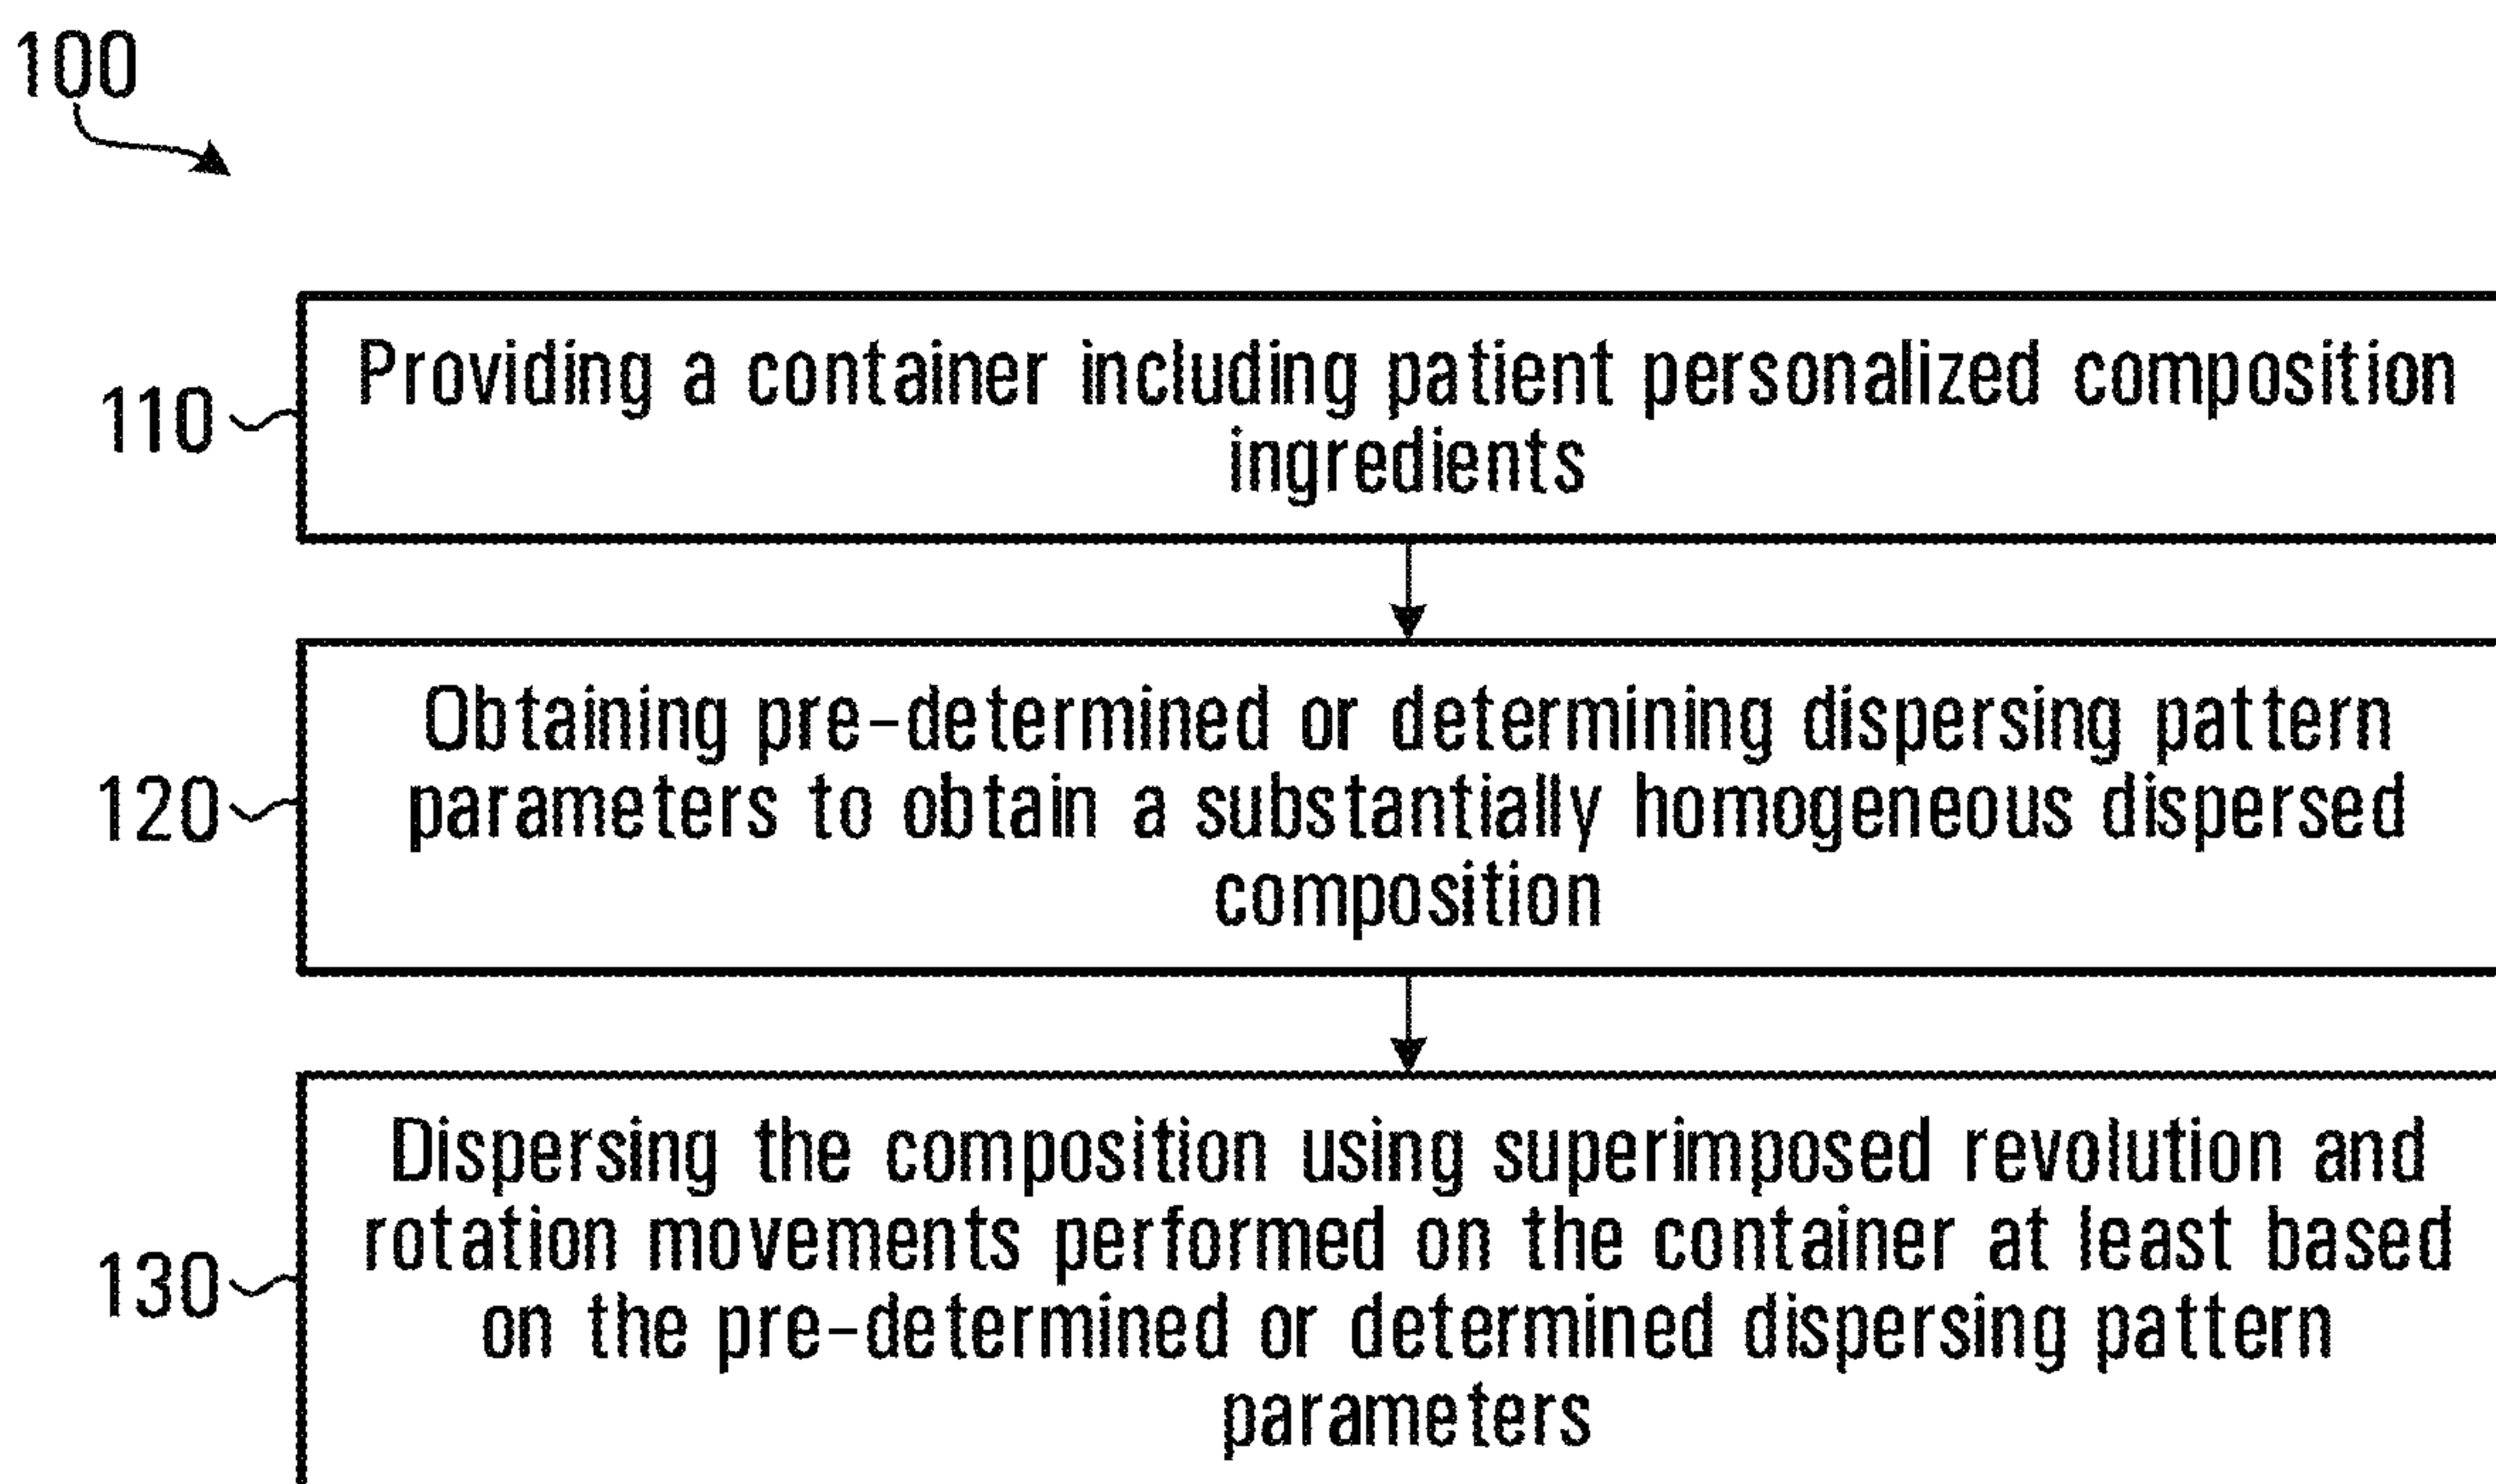 100
110
Providing a container including patient personalized composition
ingredients
120
Obtaining pre-determined or determining dispersing pattern
parameters to obtain a substantially homogeneous dispersed
composition
130
Dispersing the composition using superimposed revolution and
rotation movements performed on the container at least based
on the pre-determined or determined dispersing pattern
parameters